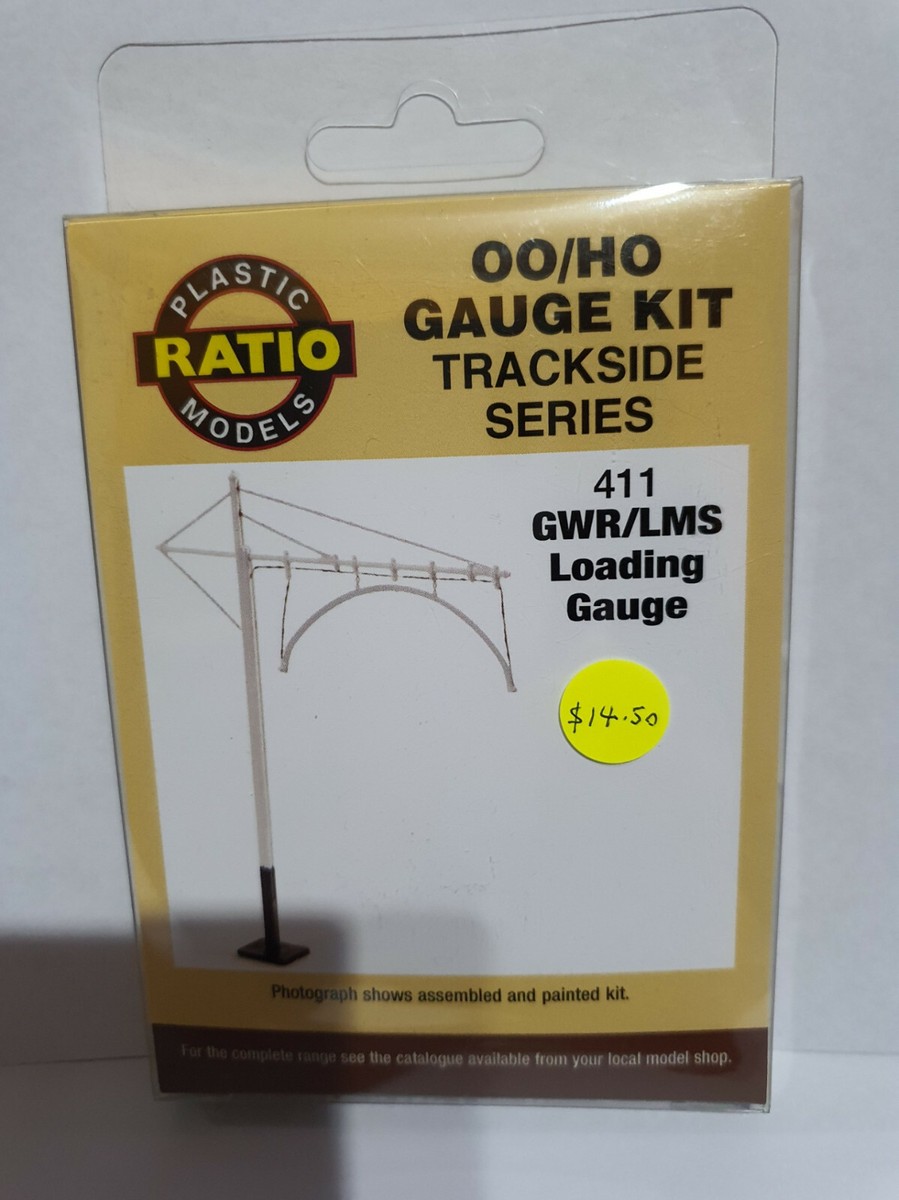 PLASTIC
RATIO
MODELS
OO/HO
GAUGE KIT
TRACKSIDE
SERIES
411
GWR/LMS
Loading
Gauge
$14.50
Photograph shows assembled and painted kit.
For the complete range see the catalogue available from your local model shop.